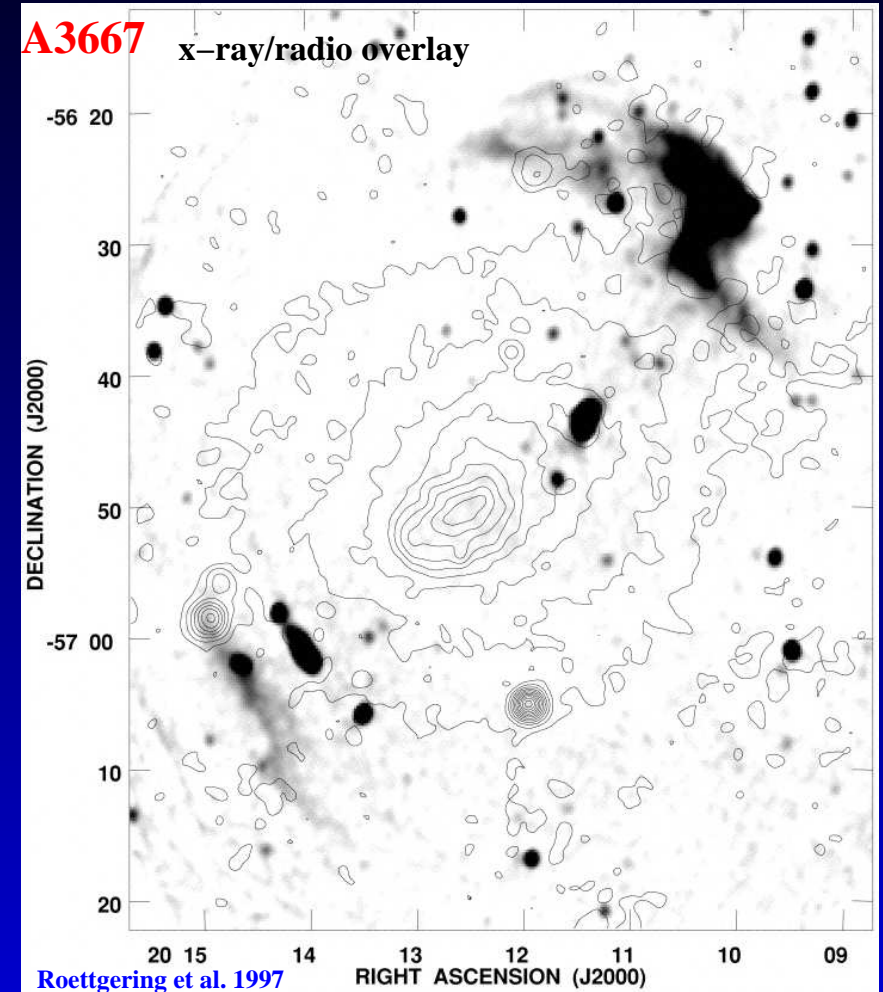 A3667
x−ray/radio overlay
-56 20
30
40
50
-57 00
10
20
DECLINATION (J2000)
20 15 14 13 12 11 10 09
RIGHT ASCENSION (J2000)
Roettgering et al. 1997